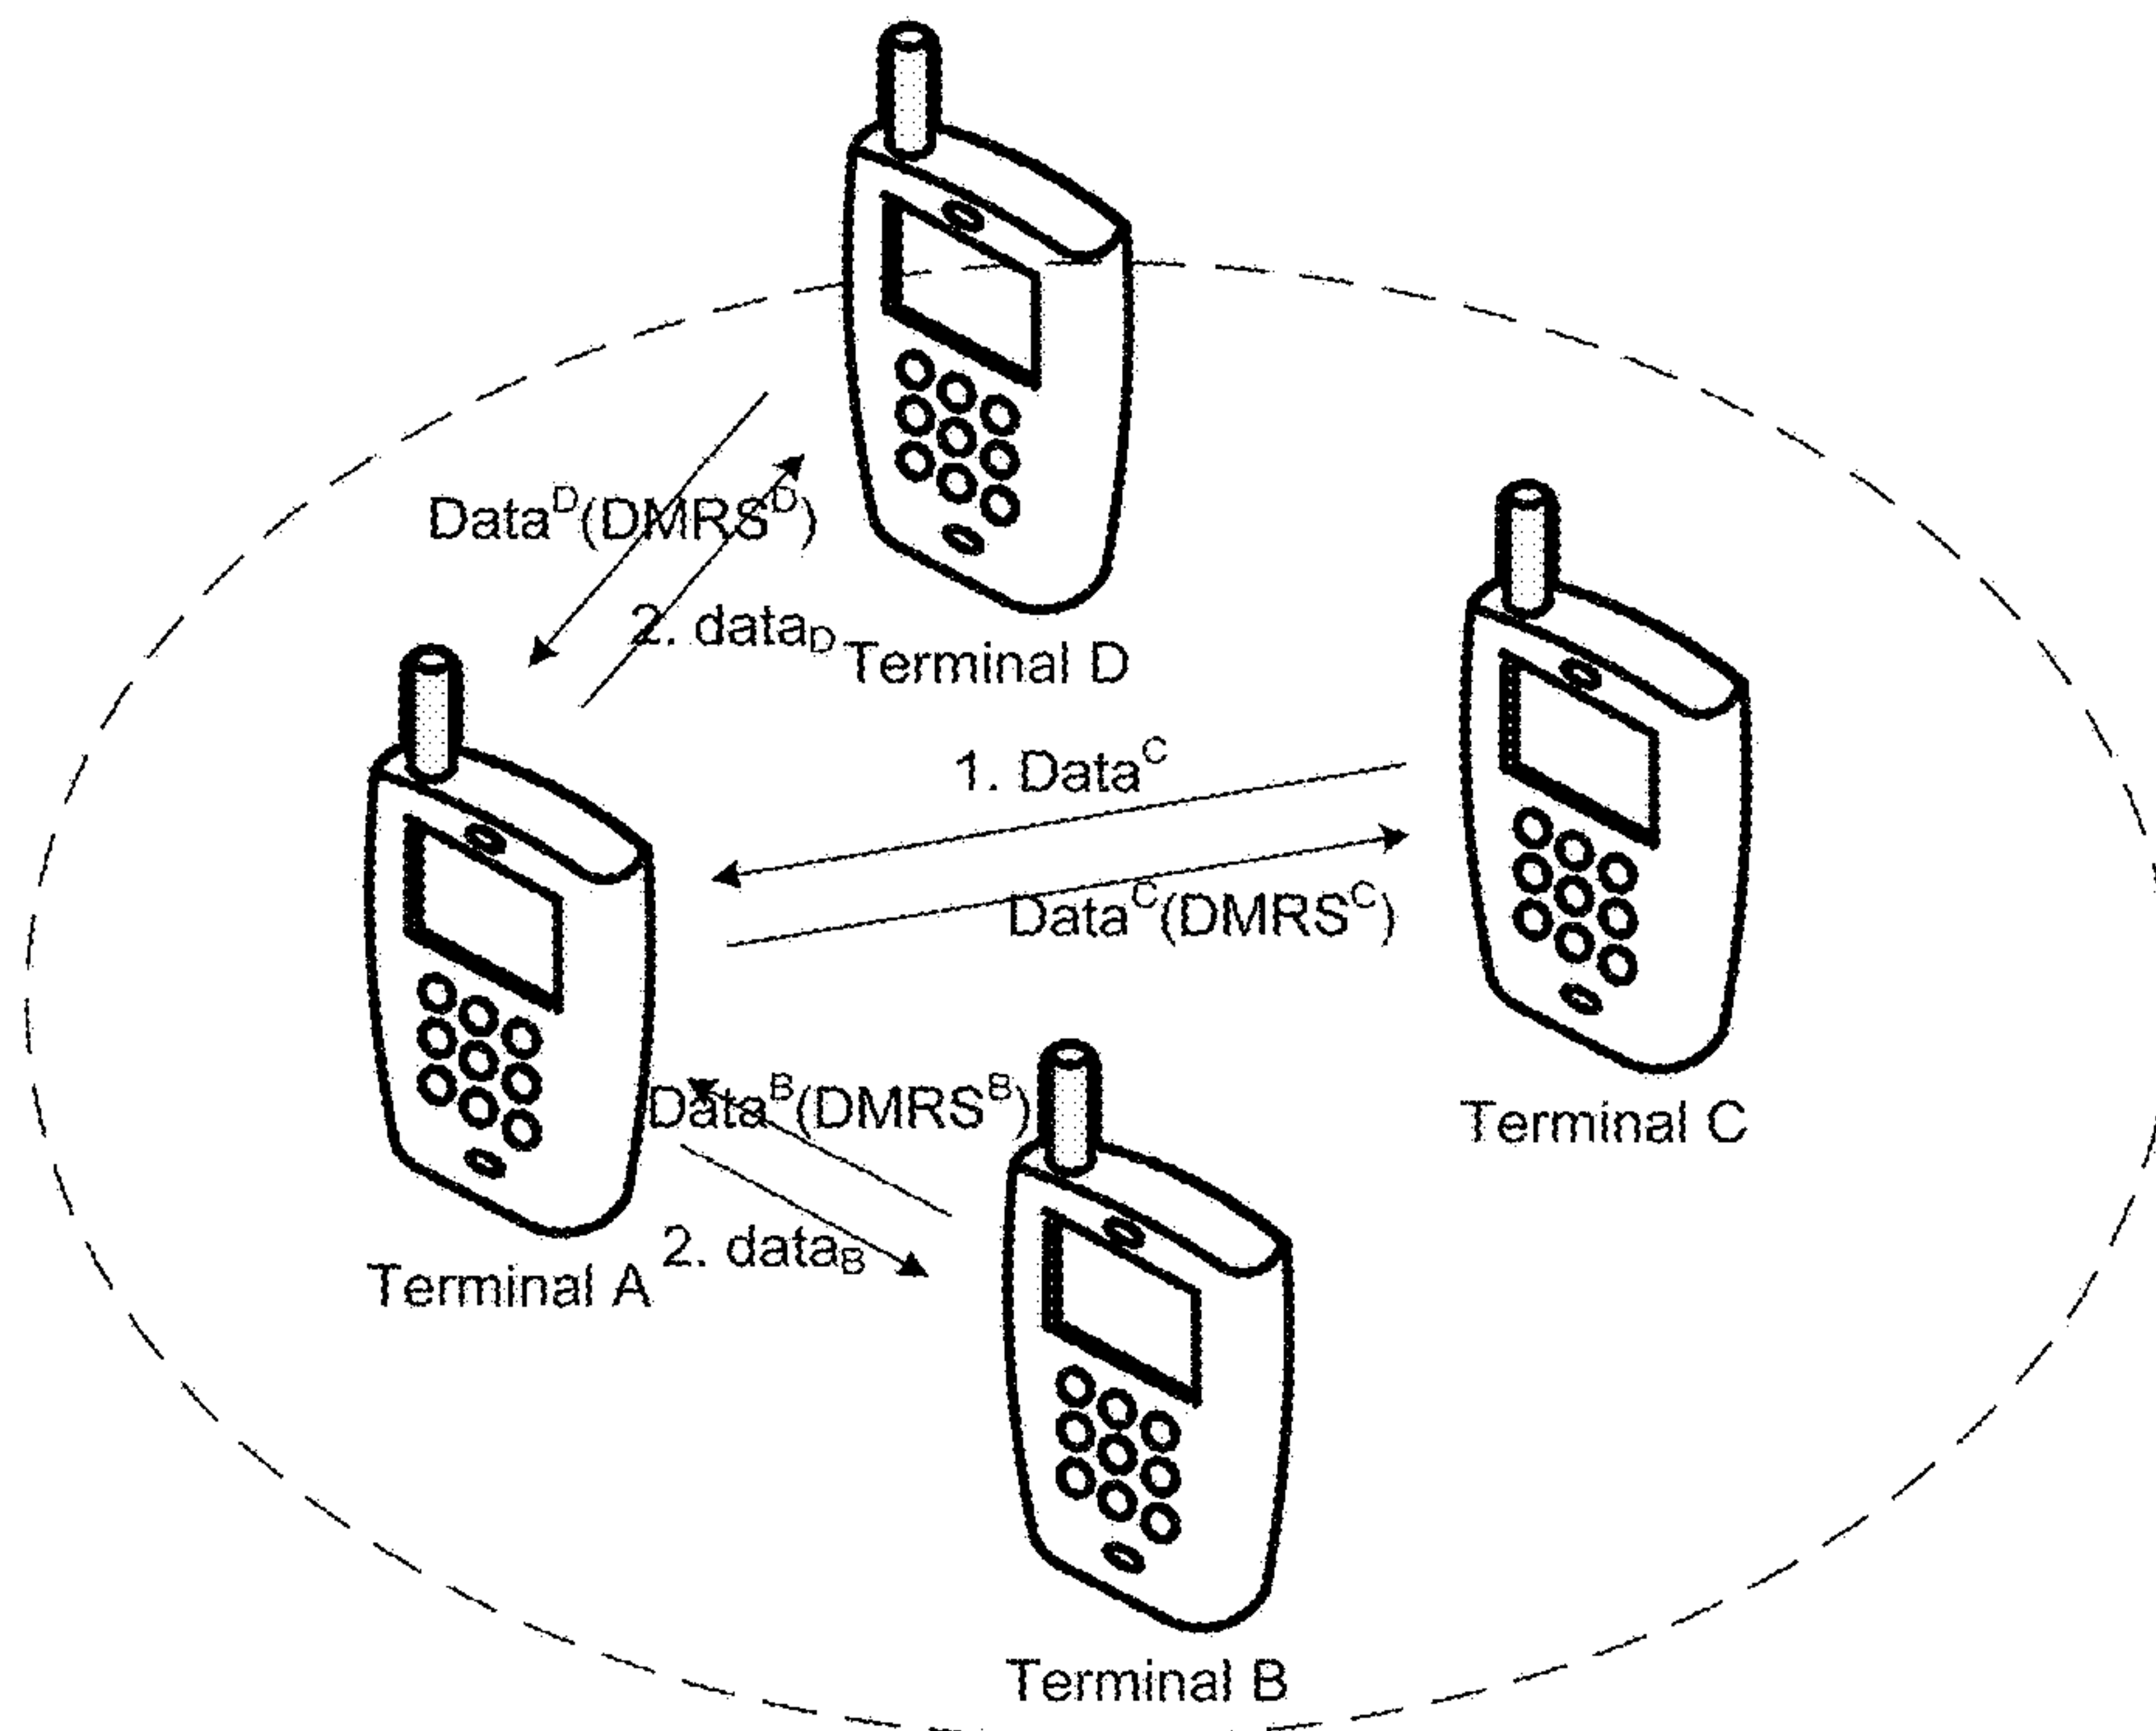 Data^D(DMRS^D)
2. data_D
Terminal D
1. Data^C
Data^C(DMRS^C)
Data^B(DMRS^B)
Terminal C
2. data_B
Terminal A
Terminal B